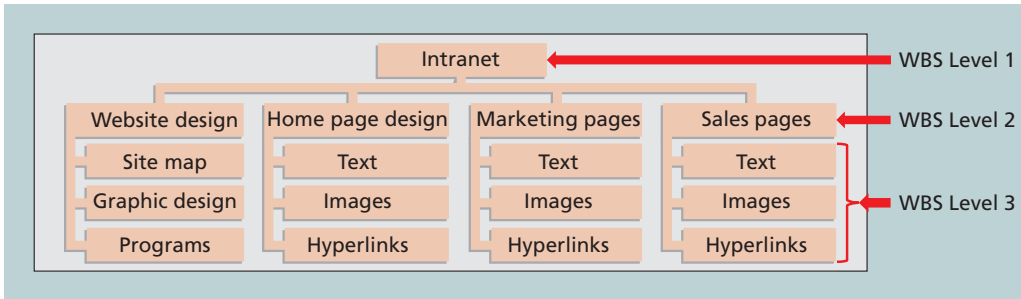 Intranet
WBS Level 1
Website design
Home page design
Marketing pages
Sales pages
WBS Level 2
Site map
Text
Text
Text
Graphic design
Images
Images
Images
WBS Level 3
Programs
Hyperlinks
Hyperlinks
Hyperlinks